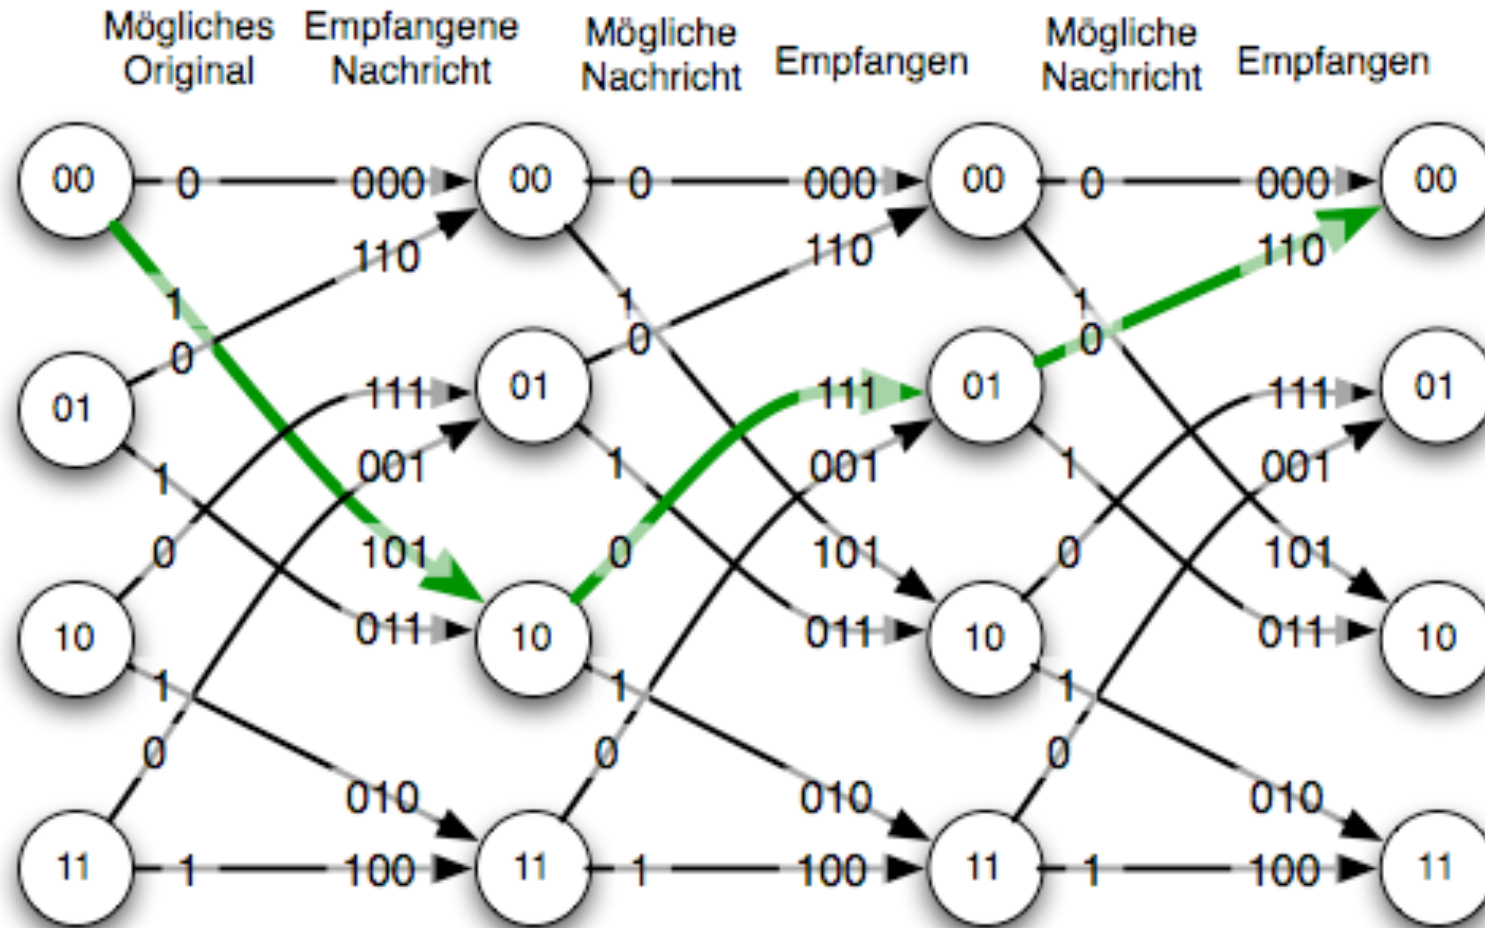 Mögliches Original
Empfangene Nachricht
Mögliche Nachricht
Empfangen
Mögliche Nachricht
Empfangen
00 0 000 00 0 000 00 0 000 00
110 110 110
1 1 1
0 0 0
01 111 01 111 01 111 01
1 001 1 001 1 001
0 101 0 101 0 101
10 011 10 011 10 011 10
1 1 1
0 0 0
010 010 010
11 1 100 11 1 100 11 1 100 11